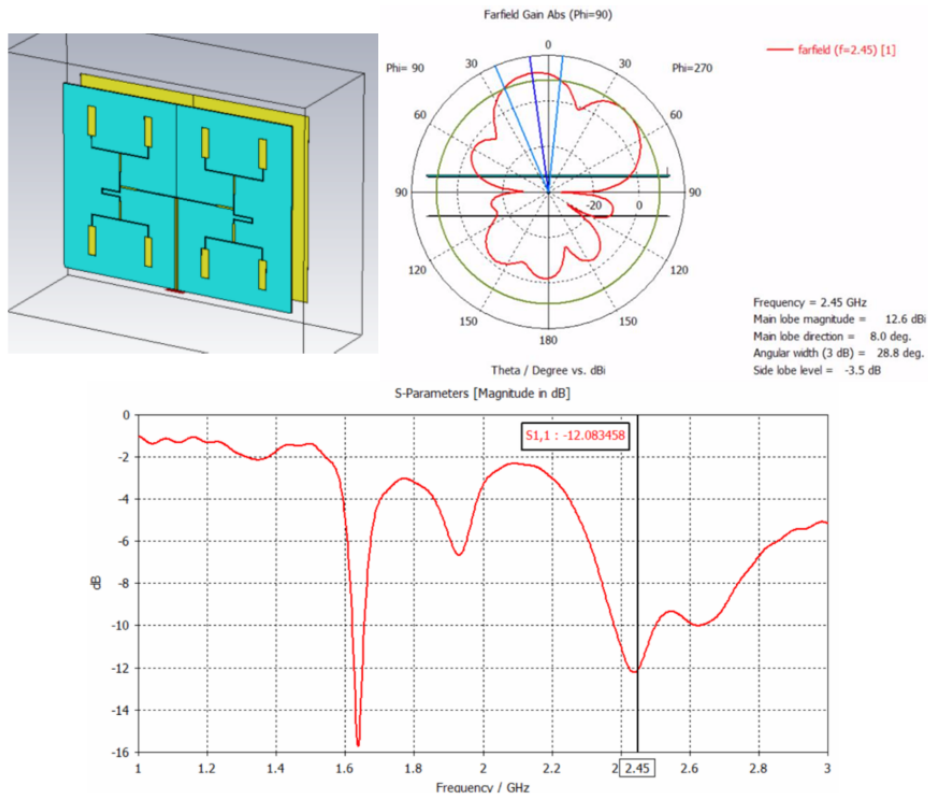 Farfield Gain Abs (Phi=90)
farfield (f=2.45) [1]
0
30
30
Phi= 90
Phi=270
60
60
90
-20
0
90
120
120
150
150
180
Theta / Degree vs. dBi
Frequency = 2.45 GHz
Main lobe magnitude = 12.6 dBi
Main lobe direction = 8.0 deg.
Angular width (3 dB) = 28.8 deg.
Side lobe level = -3.5 dB
S-Parameters [Magnitude in dB]
S1,1 : -12.083458
0
-2
-4
-6
-8
-10
-12
-14
-16
dB
1
1.2
1.4
1.6
1.8
2
2.2
2.45
2.6
2.8
3
Frequency / GHz